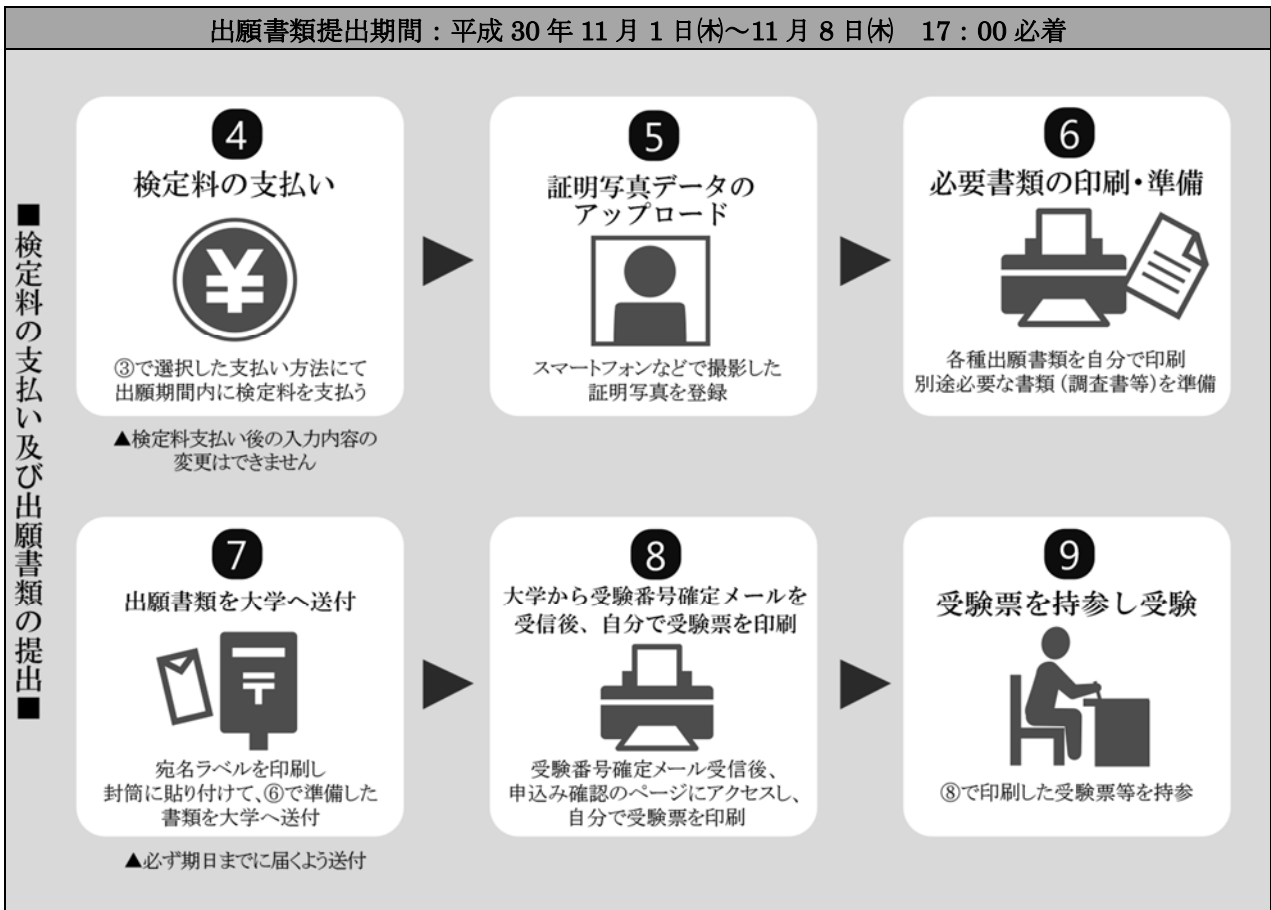 出願書類提出期間：平成 30 年 11 月 1 日㈭～11 月 8 日㈭　17：00 必着
■検定料の支払い及び出願書類の提出■
4
検定料の支払い
¥
③で選択した支払い方法にて
出願期間内に検定料を支払う
▲検定料支払い後の入力内容の
変更はできません
5
証明写真データの
アップロード
スマートフォンなどで撮影した
証明写真を登録
6
必要書類の印刷・準備
各種出願書類を自分で印刷
別途必要な書類（調査書等）を準備
7
出願書類を大学へ送付
〒
宛名ラベルを印刷し
封筒に貼り付けて、⑥で準備した
書類を大学へ送付
▲必ず期日までに届くよう送付
8
大学から受験番号確定メールを
受信後、自分で受験票を印刷
受験番号確定メール受信後、
申込み確認のページにアクセスし、
自分で受験票を印刷
9
受験票を持参し受験
⑧で印刷した受験票等を持参